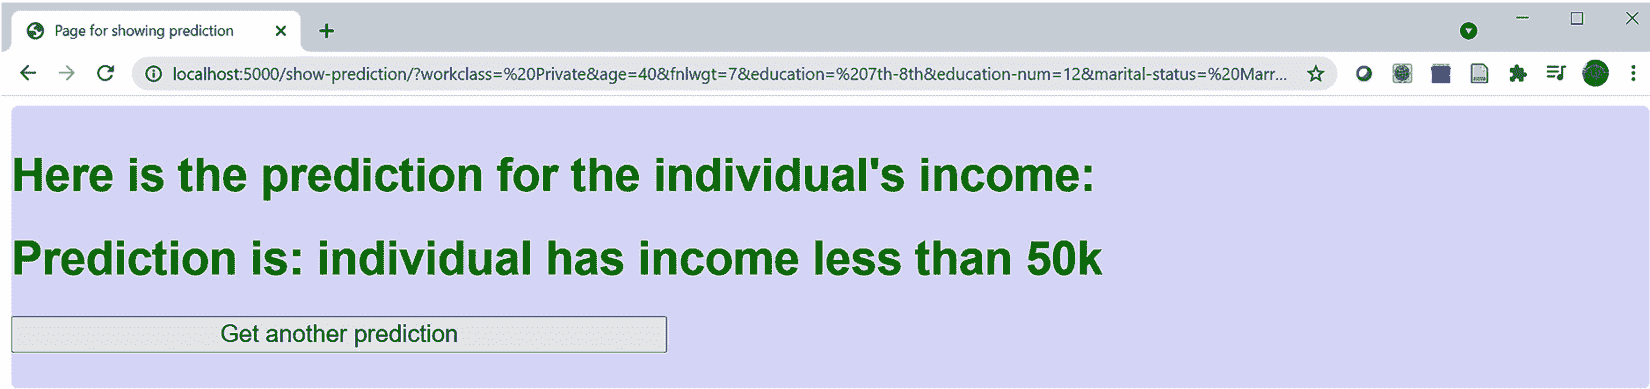 Page for showing prediction
localhost:5000/show-prediction/?workclass=%20Private&age=40&fnlwgt=7&education=%207th-8th&education-num=12&marital-status=%20Marr...
Here is the prediction for the individual's income:
Prediction is: individual has income less than 50k
Get another prediction